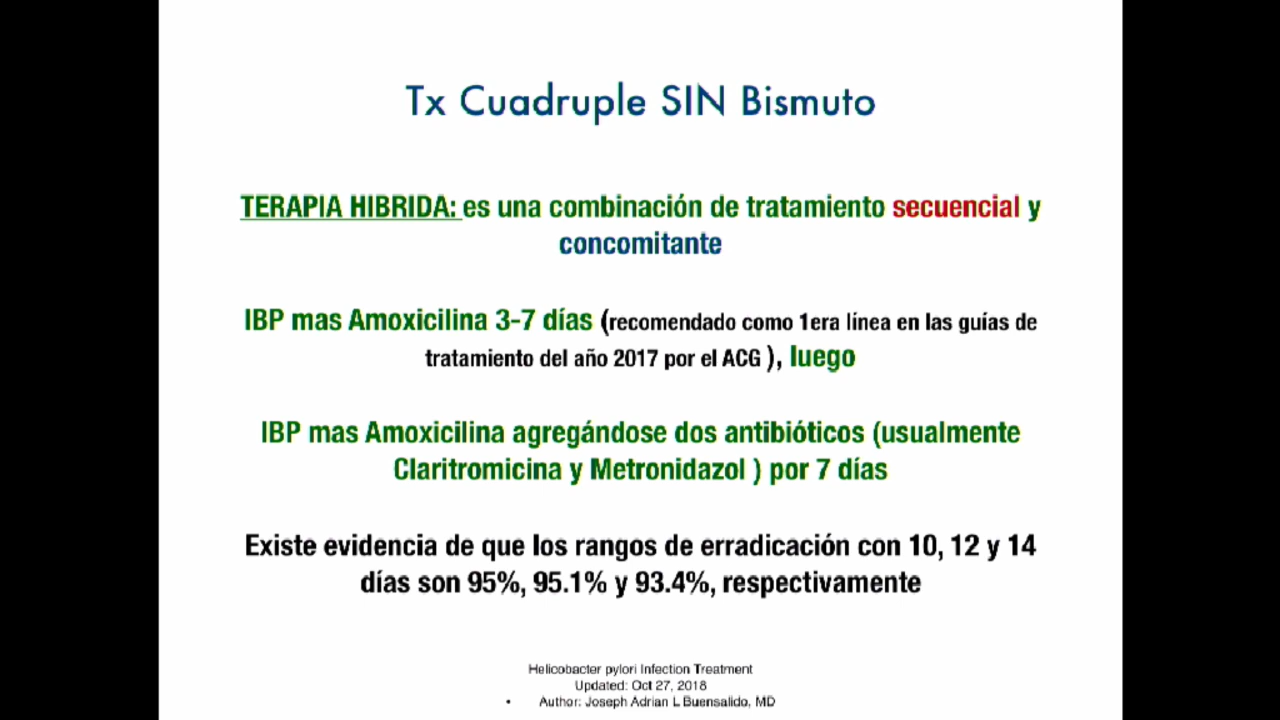 Tx Cuadruple SIN Bismuto
TERAPIA HIBRIDA: es una combinación de tratamiento secuencial y
concomitante
IBP mas Amoxicilina 3-7 días (recomendado como 1era línea en las guías de
tratamiento del año 2017 por el ACG ), luego
IBP mas Amoxicilina agregándose dos antibióticos (usualmente
Claritromicina y Metronidazol ) por 7 días
Existe evidencia de que los rangos de erradicación con 10, 12 y 14
días son 95%, 95.1% y 93.4%, respectivamente
Helicobacter pylori Infection Treatment
Updated: Oct 27, 2018
• Author: Joseph Adrian L Buensalido, MD